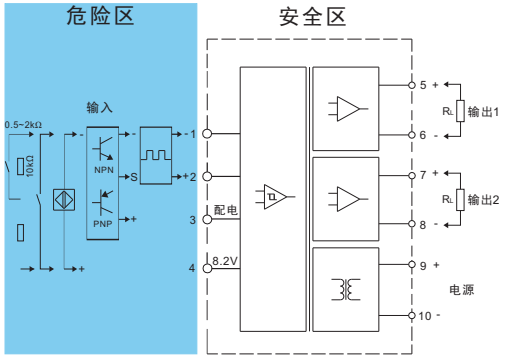 危险区
安全区
输入
0.5~2kΩ
10kΩ
-
+
NPN
PNP
-
S
+
- 1
+ 2
3
4
配电
8.2V
μ
5 +
6 -
RL
输出1
7 +
8 -
RL
输出2
9 +
10 -
电源